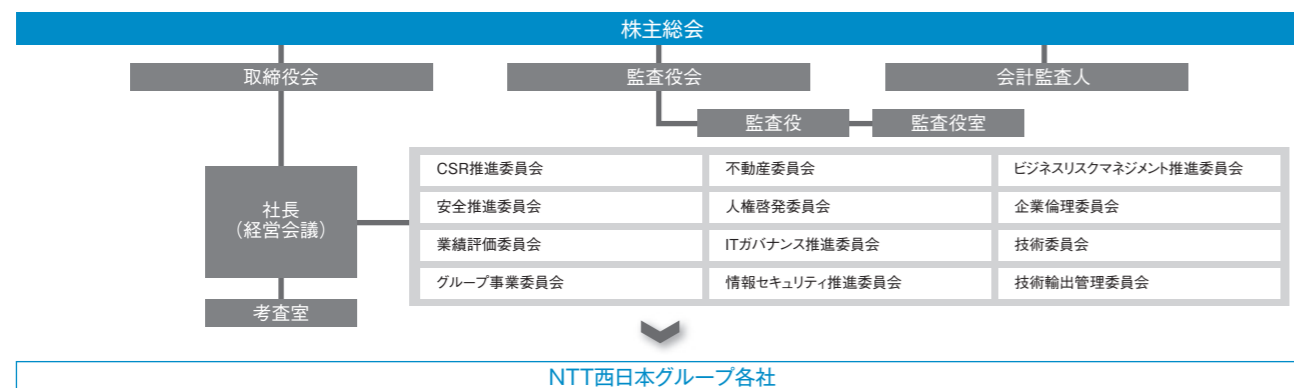 株主総会
取締役会
監査役会
会計監査人
監査役
監査役室
社長
（経営会議）
考査室
CSR推進委員会
不動産委員会
ビジネスリスクマネジメント推進委員会
安全推進委員会
人権啓発委員会
企業倫理委員会
業績評価委員会
ITガバナンス推進委員会
技術委員会
グループ事業委員会
情報セキュリティ推進委員会
技術輸出管理委員会
NTT西日本グループ各社